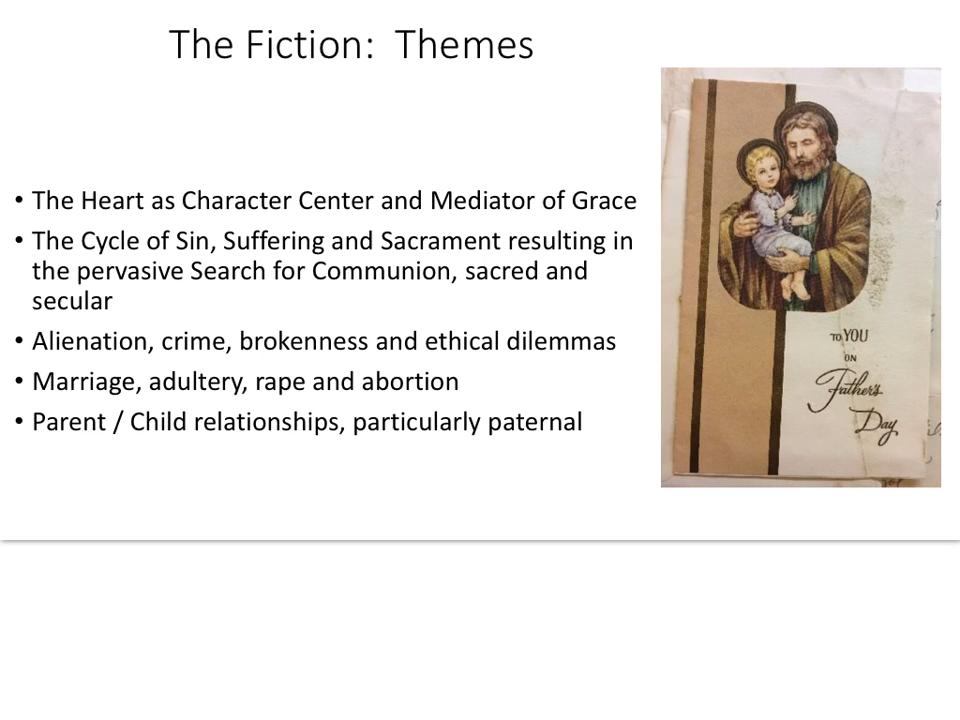 The Fiction:  Themes
• The Heart as Character Center and Mediator of Grace
• The Cycle of Sin, Suffering and Sacrament resulting in
the pervasive Search for Communion, sacred and
secular
• Alienation, crime, brokenness and ethical dilemmas
• Marriage, adultery, rape and abortion
• Parent / Child relationships, particularly paternal
TO YOU
ON
Father's
Day